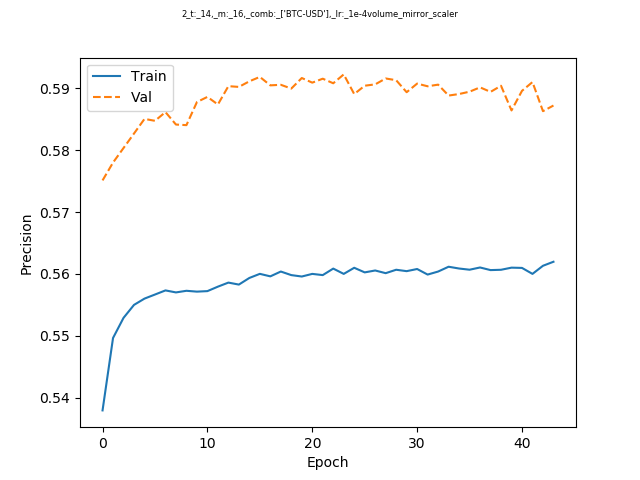 2_t:_14,_m:_16,_comb:_['BTC-USD'],_lr:_1e-4volume_mirror_scaler
Train
Val
0.59
0.58
0.57
0.56
0.55
0.54
Precision
0
10
20
30
40
Epoch